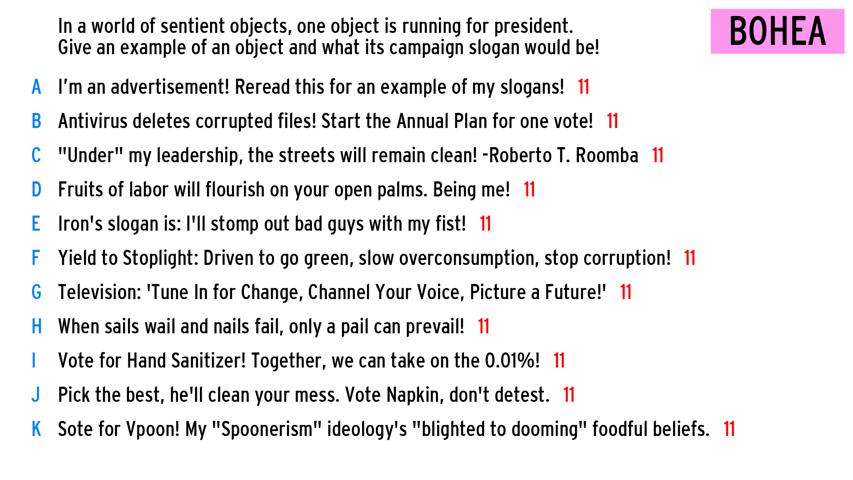 In a world of sentient objects, one object is running for president.
Give an example of an object and what its campaign slogan would be!
BOHEA
A I'm an advertisement! Reread this for an example of my slogans! 11
B Antivirus deletes corrupted files! Start the Annual Plan for one vote! 11
C "Under" my leadership, the streets will remain clean! -Roberto T. Roomba 11
D Fruits of labor will flourish on your open palms. Being me! 11
E Iron's slogan is: I'll stomp out bad guys with my fist! 11
F Yield to Stoplight: Driven to go green, slow overconsumption, stop corruption! 11
G Television: 'Tune In for Change, Channel Your Voice, Picture a Future!' 11
H When sails wail and nails fail, only a pail can prevail! 11
I Vote for Hand Sanitizer! Together, we can take on the 0.01%! 11
J Pick the best, he'll clean your mess. Vote Napkin, don't detest. 11
K Sote for Vpoon! My "Spoonerism" ideology's "blighted to dooming" foodful beliefs. 11